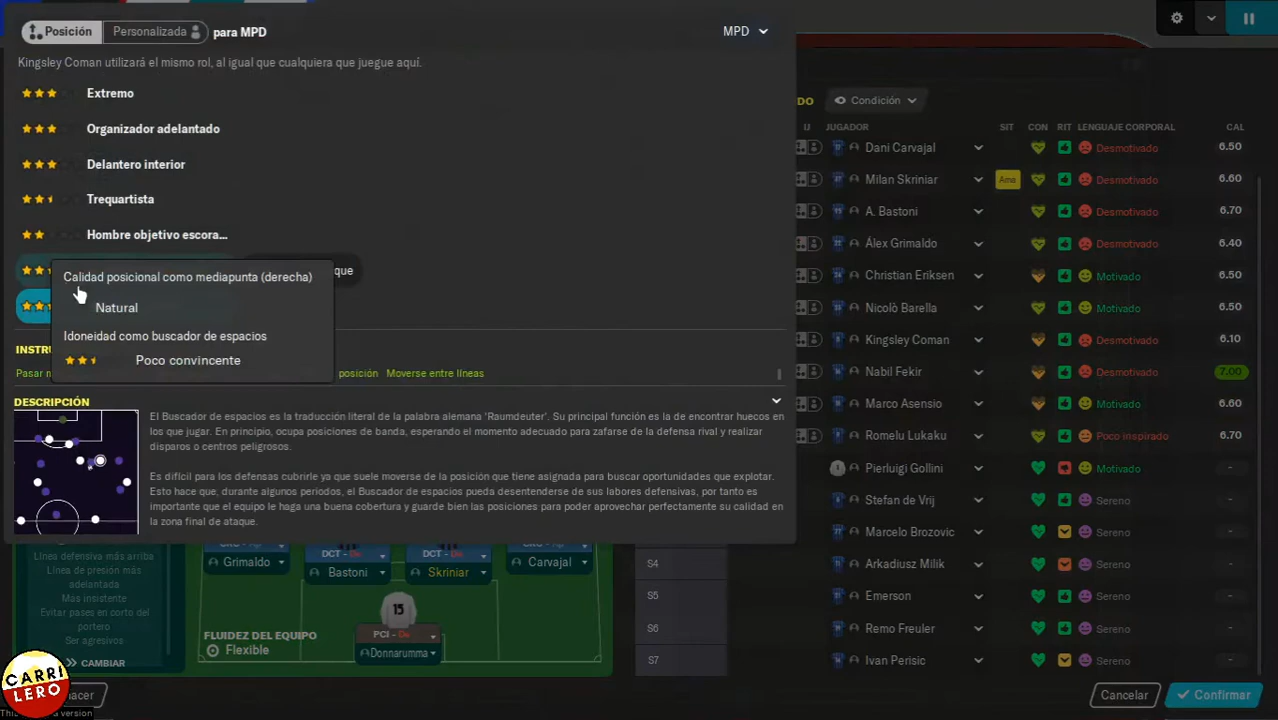 Posición Personalizada para MPD MPD
Kingsley Coman utilizará el mismo rol, al igual que cualquiera que juegue aquí.
Extremo
Organizador adelantado
Delantero interior
Trequartista
Hombre objetivo escora...
que
Calidad posicional como mediapunta (derecha)
Natural
Idoneidad como buscador de espacios
Poco convincente
INSTRU
Pasar m posición Moverse entre líneas
DESCRIPCIÓN
El Buscador de espacios es la traducción literal de la palabra alemana 'Raumdeuter'. Su principal función es la de encontrar huecos en
los que jugar. En principio, ocupa posiciones de banda, esperando el momento adecuado para zafarse de la defensa rival y realizar
disparos o centros peligrosos.
Es difícil para los defensas cubrirle ya que suele moverse de la posición que tiene asignada para buscar oportunidades que explotar.
Esto hace que, durante algunos periodos, el Buscador de espacios pueda desentenderse de sus labores defensivas, por tanto es
importante que el equipo le haga una buena cobertura y guarde bien las posiciones para poder aprovechar perfectamente su calidad en
la zona final de ataque.
DO Condición
IJ JUGADOR SIT CON RIT LENGUAJE CORPORAL CAL
Dani Carvajal Desmotivado 6.50
Milan Skriniar Ama Desmotivado 6.60
A. Bastoni Desmotivado 6.70
Álex Grimaldo Desmotivado 6.40
Christian Eriksen Motivado 6.50
Nicolò Barella Motivado 6.60
Kingsley Coman Desmotivado 6.10
Nabil Fekir Desmotivado 7.00
Marco Asensio Motivado 6.60
Romelu Lukaku Poco inspirado 6.70
Pierluigi Gollini Motivado -
Stefan de Vrij Sereno -
Marcelo Brozovic Sereno -
Arkadiusz Milik Sereno -
Emerson Sereno -
Remo Freuler Sereno -
Ivan Perisic Sereno -
Línea defensiva más arriba
Línea de presión más
adelantada
Más insistente
Evitar pases en corto del
portero
Ser agresivos
CAMBIAR
DCT - De DCT - De
Grimaldo Bastoni Skriniar Carvajal
15
PCI - De
Donnarumma
FLUIDEZ DEL EQUIPO
Flexible
S4
S5
S6
S7
CARRI
LERO
hacer
Cancelar Confirmar